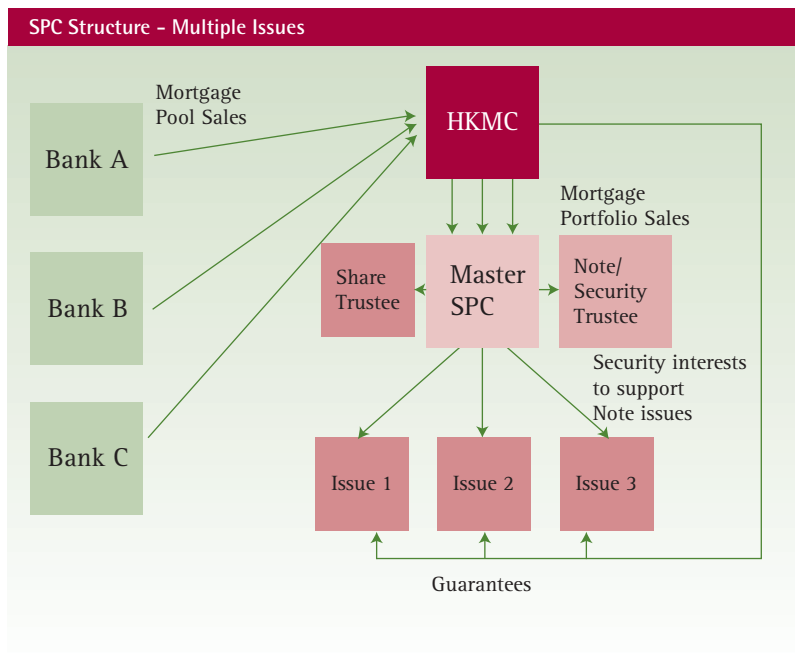 SPC Structure - Multiple Issues
Mortgage
Pool Sales
Bank A
HKMC
Mortgage
Portfolio Sales
Bank B
Share
Trustee
Master
SPC
Note/
Security
Trustee
Security interests
to support
Note issues
Bank C
Issue 1
Issue 2
Issue 3
Guarantees